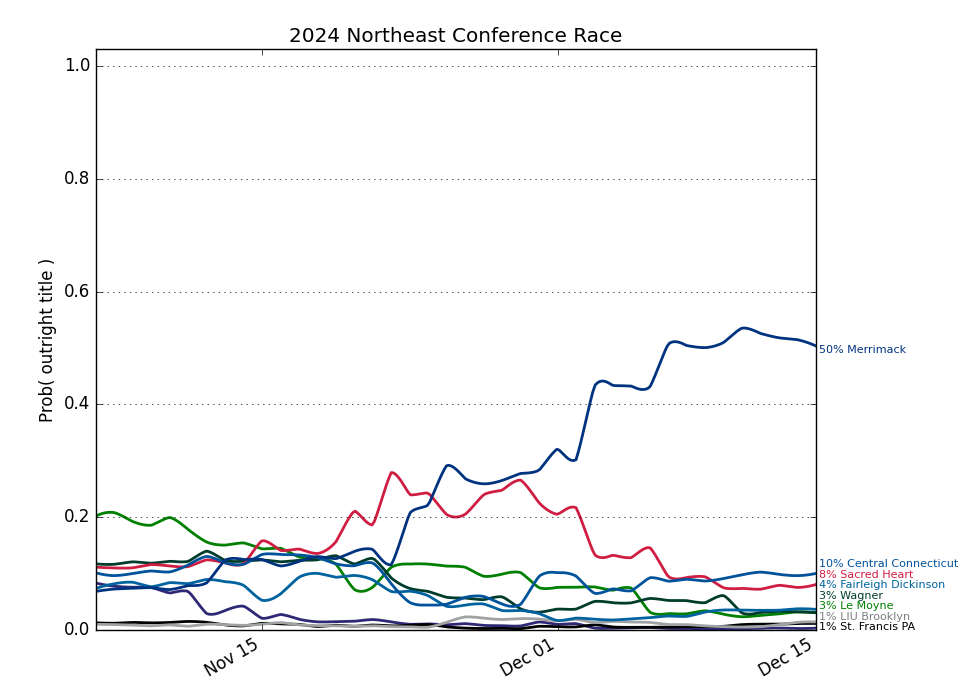 2024 Northeast Conference Race
Prob( outright title )
1.0
0.8
0.6
0.4
0.2
0.0
Nov 15
Dec 01
Dec 15
50% Merrimack
10% Central Connecticut
8% Sacred Heart
4% Fairleigh Dickinson
3% Wagner
3% Le Moyne
1% LIU Brooklyn
1% St. Francis PA